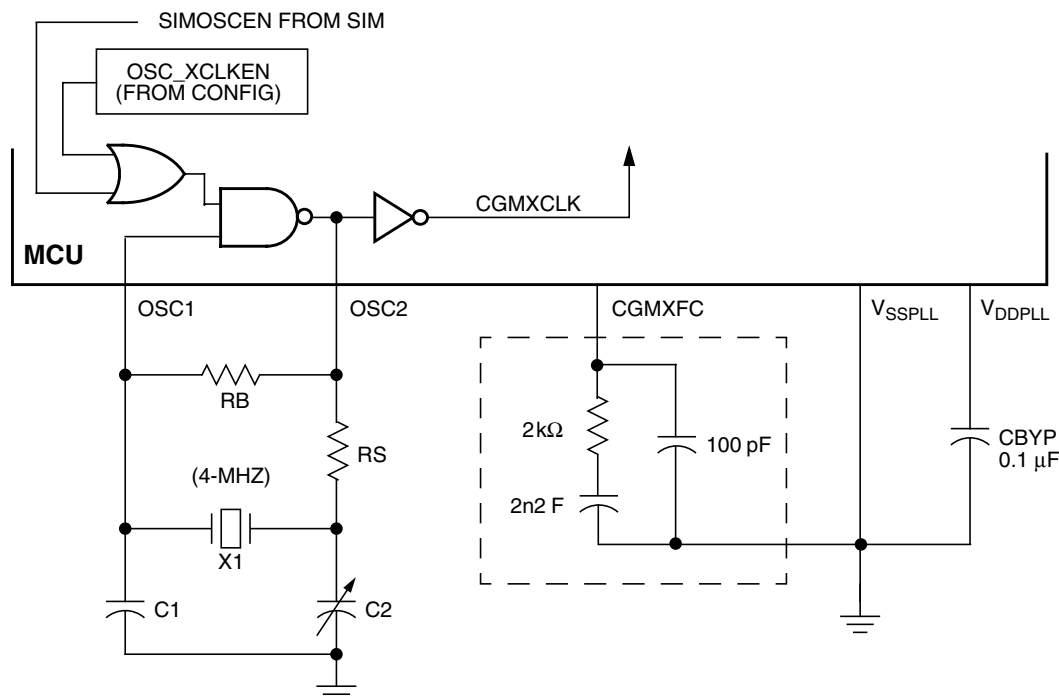 SIMOSCEN FROM SIM
OSC_XCLKEN
(FROM CONFIG)
CGMXCLK
MCU
OSC1
OSC2
CGMXFC
VSSPLL
VDDPLL
RB
2kΩ
100 pF
CBYP
0.1 µF
RS
(4-MHZ)
2n2 F
X1
C1
C2